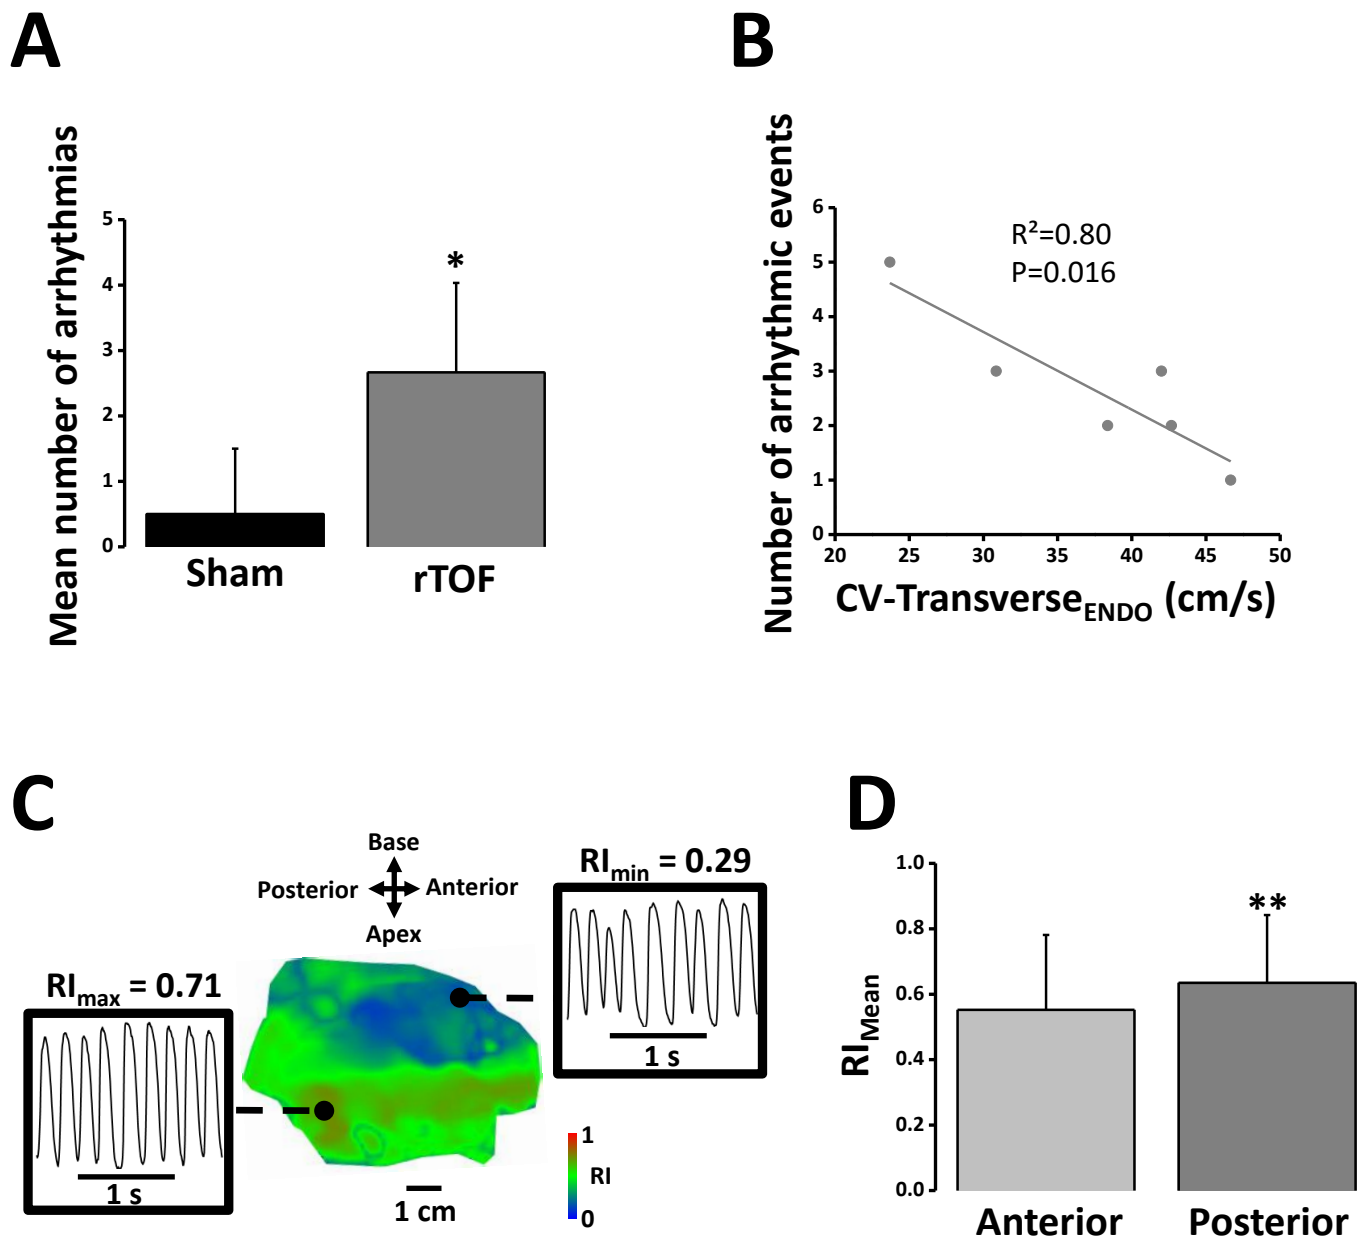 A
Mean number of arrhythmias
5
4
3
2
1
0
*
Sham
rTOF
B
Number of arrhythmic events
6
5
4
3
2
1
0
R²=0.80
P=0.016
20 25 30 35 40 45 50
CV-TransverseENDO (cm/s)
C
Base
Posterior Anterior
Apex
RImin = 0.29
1 s
RImax = 0.71
1 s
1 cm
1
RI
0
D
RIMean
1.0
0.8
0.6
0.4
0.2
0.0
**
Anterior
Posterior